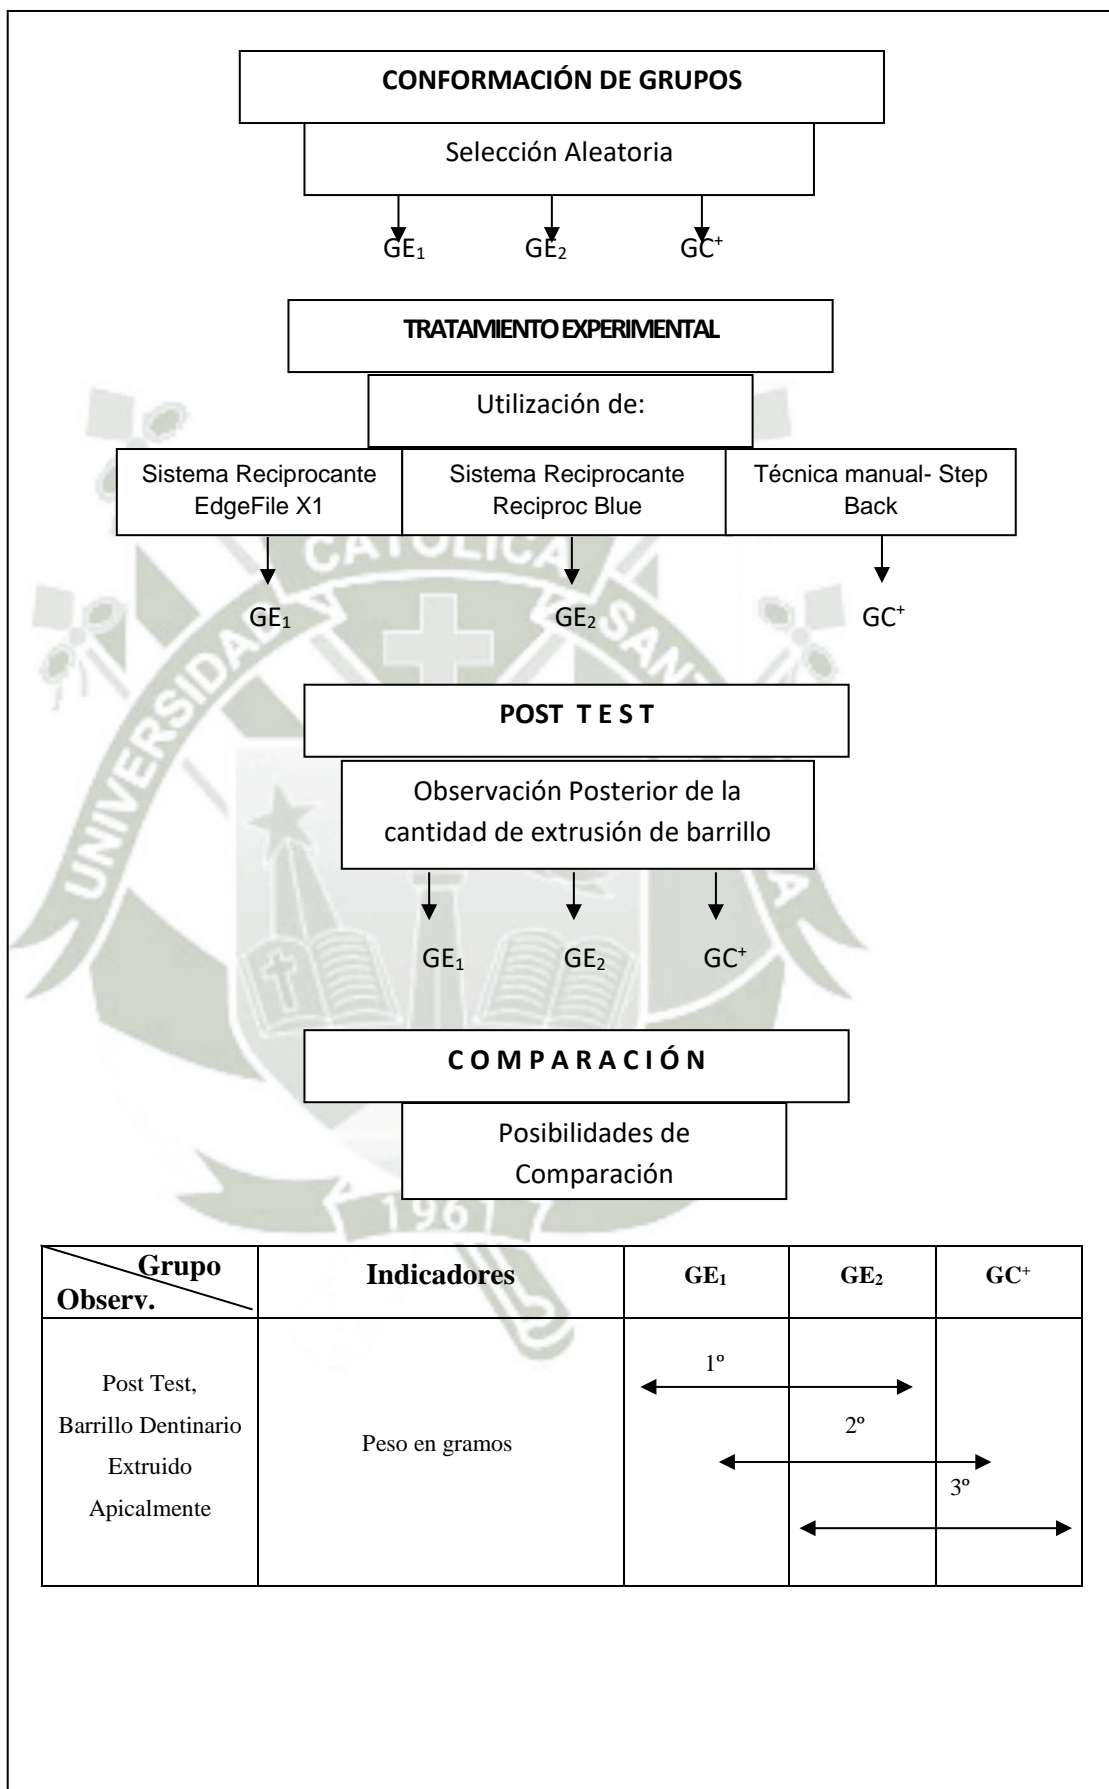 CONFORMACIÓN DE GRUPOS
Selección Aleatoria
GE₁ GE₂ GC⁺
TRATAMIENTO EXPERIMENTAL
Utilización de:
Sistema Reciprocante
EdgeFile X1
Sistema Reciprocante
Reciproc Blue
Técnica manual- Step
Back
GE₁ GE₂ GC⁺
POST T E S T
Observación Posterior de la
cantidad de extrusión de barrillo
GE₁ GE₂ GC⁺
C O M P A R A C I Ó N
Posibilidades de
Comparación
Grupo
Observ.
Indicadores
GE₁
GE₂
GC⁺
Post Test,
Barrillo Dentinario
Extruido
Apicalmente
Peso en gramos
1º
2º
3º
UNIVERSIDAD CATOLICA
1961